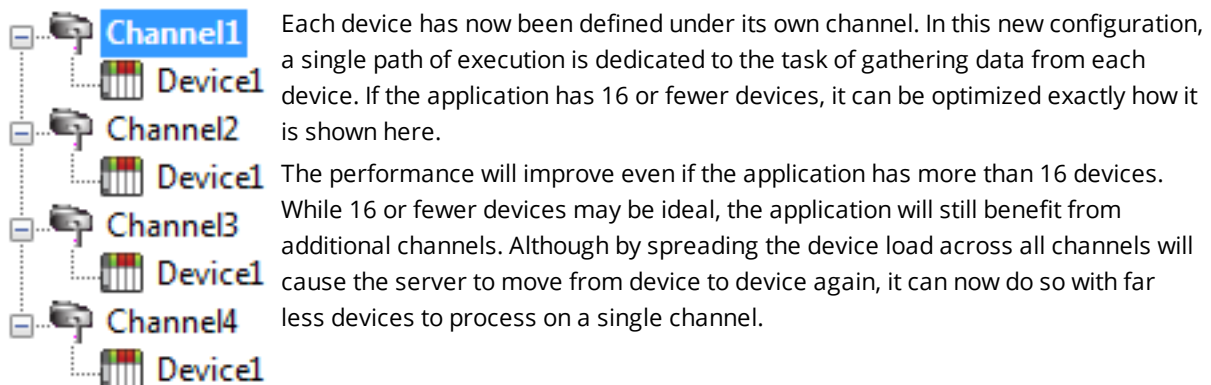 Channel1
Device1
Channel2
Device1
Channel3
Device1
Channel4
Device1
Each device has now been defined under its own channel. In this new configuration,
a single path of execution is dedicated to the task of gathering data from each
device. If the application has 16 or fewer devices, it can be optimized exactly how it
is shown here.
The performance will improve even if the application has more than 16 devices.
While 16 or fewer devices may be ideal, the application will still benefit from
additional channels. Although by spreading the device load across all channels will
cause the server to move from device to device again, it can now do so with far
less devices to process on a single channel.